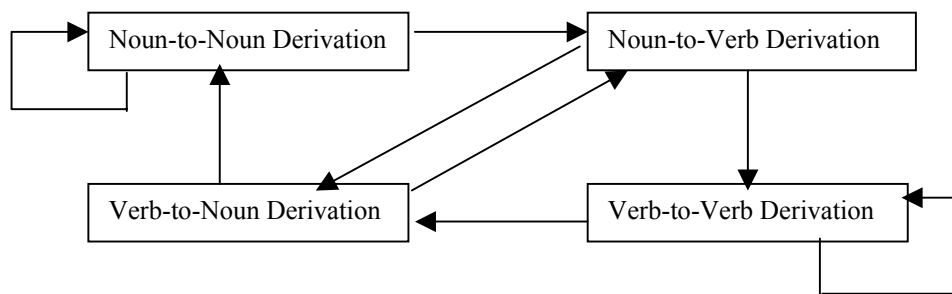 Noun-to-Noun Derivation
Noun-to-Verb Derivation
Verb-to-Noun Derivation
Verb-to-Verb Derivation